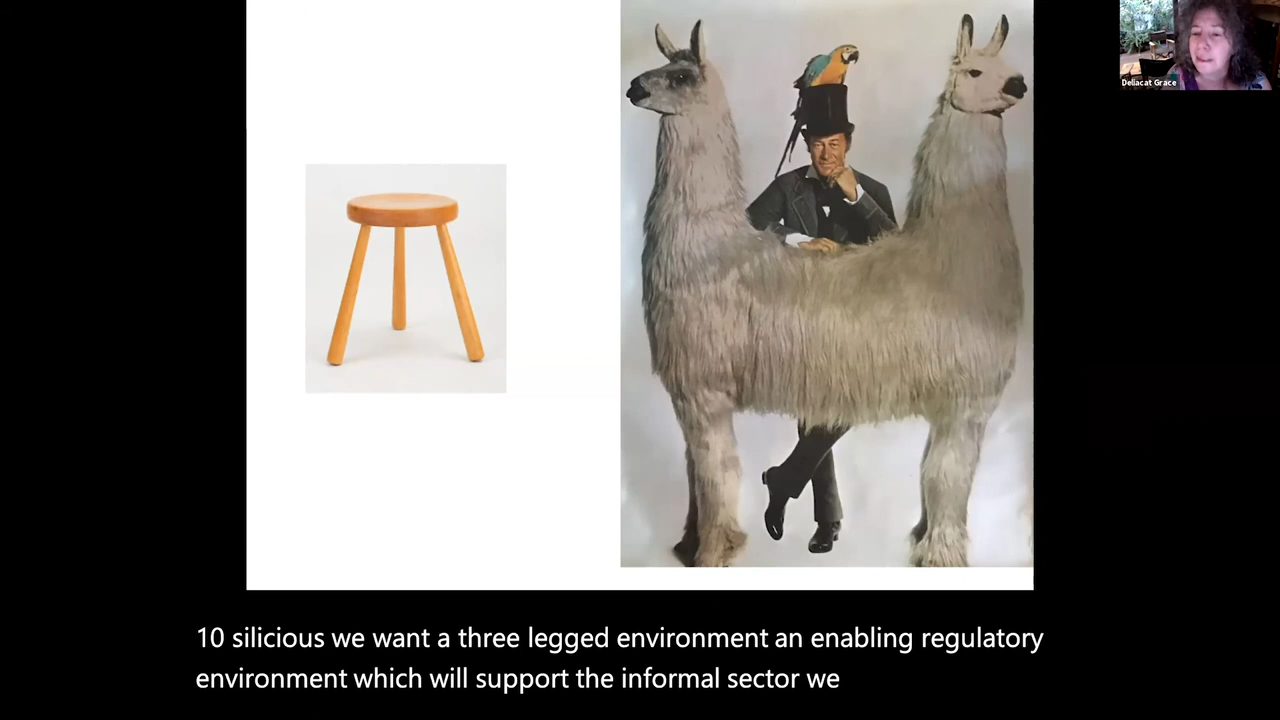 Deliacat Grace
10 silicious we want a three legged environment an enabling regulatory
environment which will support the informal sector we